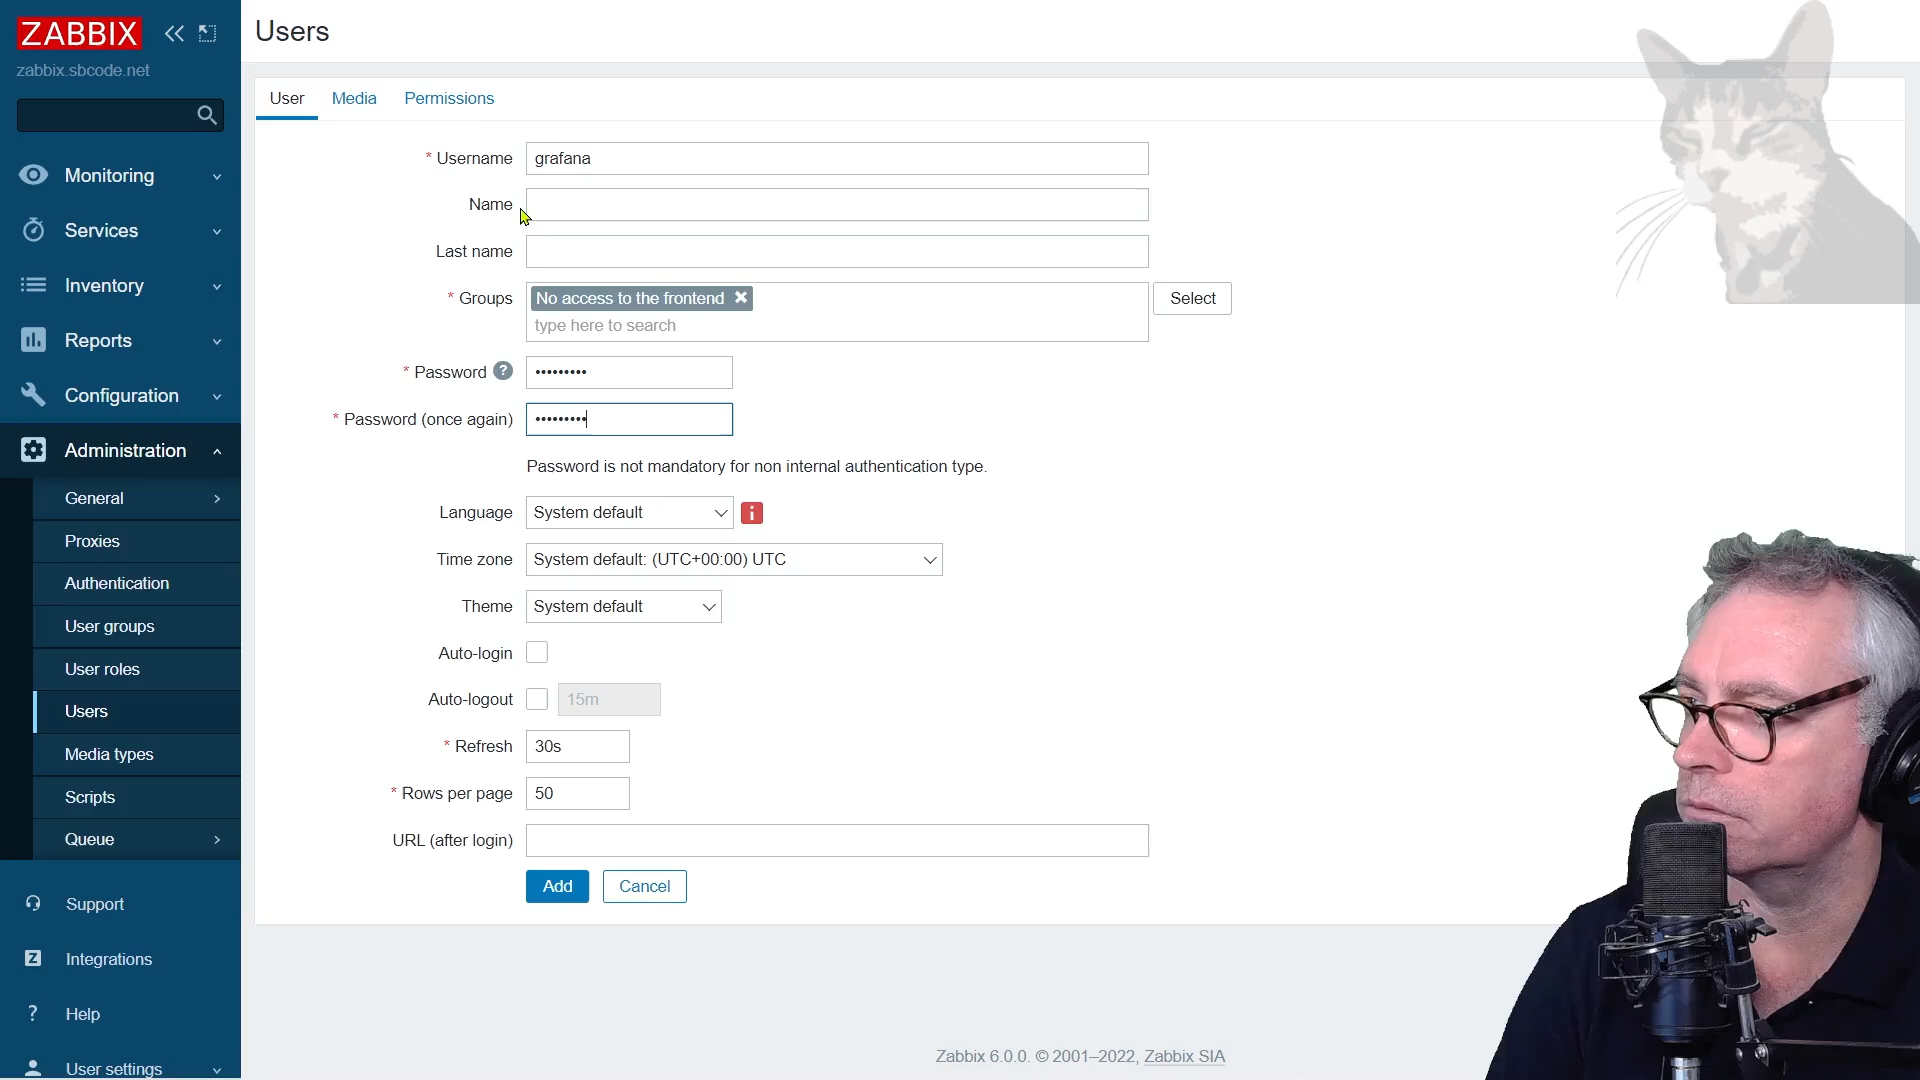 ZABBIX
zabbix.sbcode.net
Monitoring
Services
Inventory
Reports
Configuration
Administration
General
Proxies
Authentication
User groups
User roles
Users
Media types
Scripts
Queue
Support
Integrations
? Help
User settings
Users
User Media Permissions
* Username grafana
Name
Last name
* Groups No access to the frontend Select
type here to search
* Password ? •••••••••
* Password (once again) •••••••••
Password is not mandatory for non internal authentication type.
Language System default i
Time zone System default: (UTC+00:00) UTC
Theme System default
Auto-login
Auto-logout 15m
* Refresh 30s
* Rows per page 50
URL (after login)
Add Cancel
Zabbix 6.0.0. © 2001–2022, Zabbix SIA